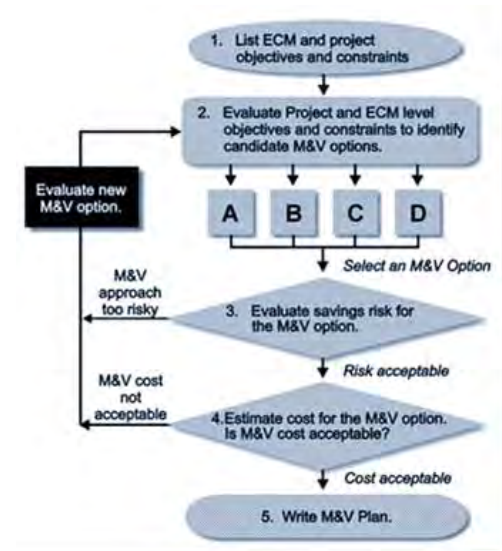 1. List ECM and project
objectives and constraints
2. Evaluate Project and ECM level
objectives and constraints to identify
candidate M&V options.
Evaluate new
M&V option.
A B C D
Select an M&V Option
M&V
approach
too risky
3. Evaluate savings risk for
the M&V option.
Risk acceptable
M&V cost
not
acceptable
4.Estimate cost for the M&V option.
Is M&V cost acceptable?
Cost acceptable
5. Write M&V Plan.